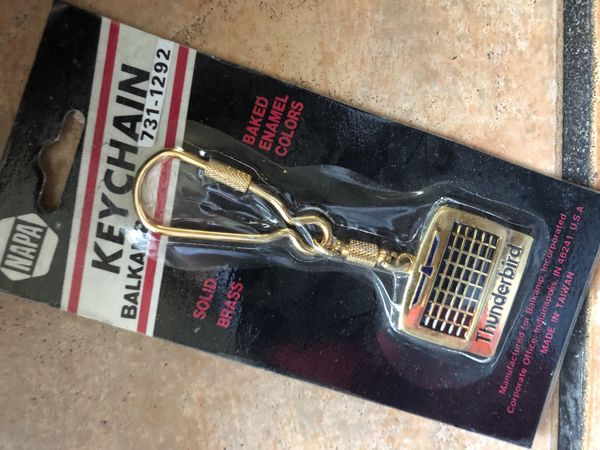 NAPA
KEYCHAIN
731-1292
BAKED
ENAMEL
COLORS
SOLID
BRASS
Thunderbird
Manufactured for Balkamp, Incorporated
Corporate Office: Indianapolis, IN 46241 U.S.A.
MADE IN TAIWAN